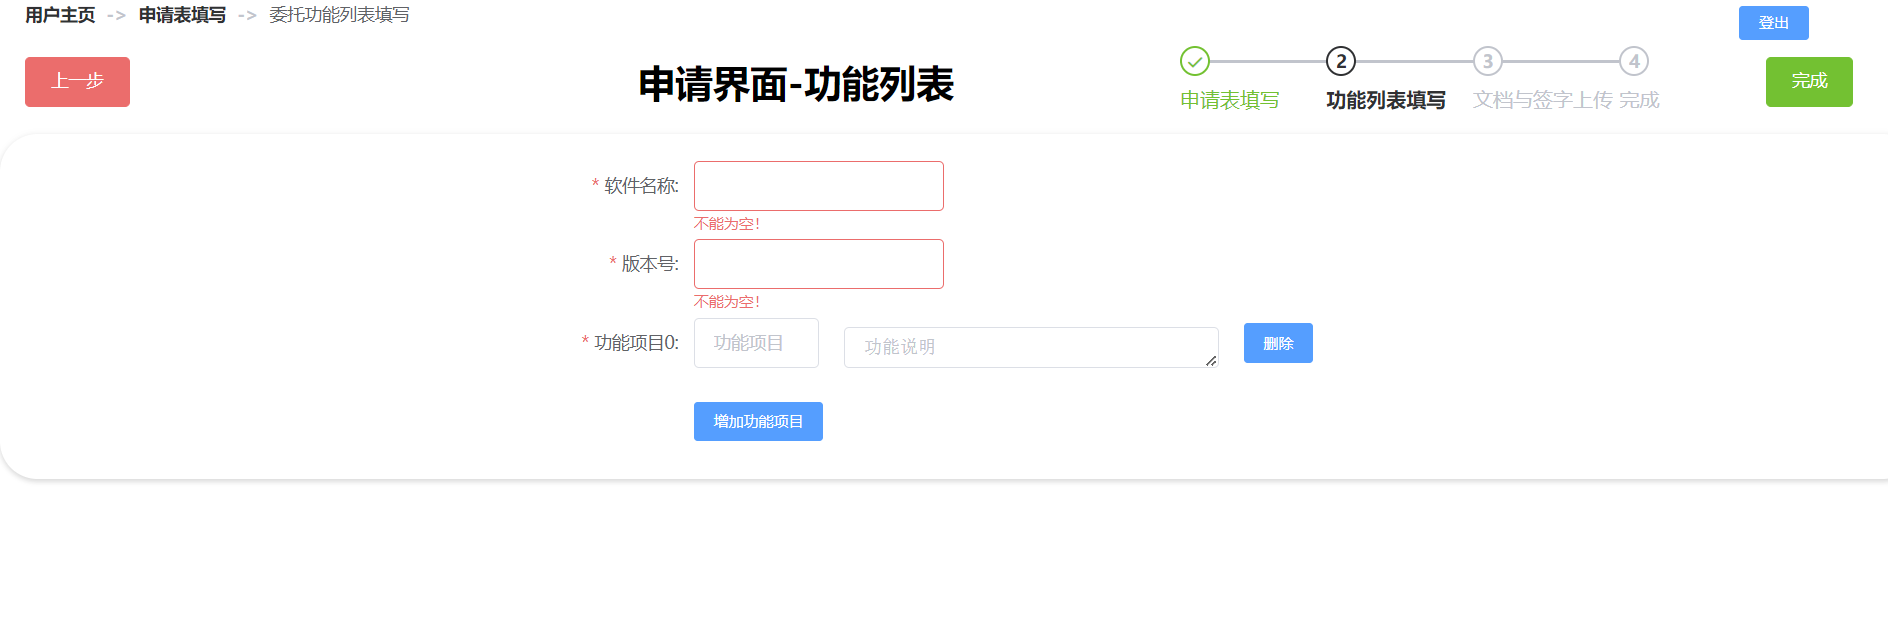 用户主页 -> 申请表填写 -> 委托功能列表填写
登出
上一步
申请界面-功能列表
2 3 4
申请表填写 功能列表填写 文档与签字上传 完成
完成
* 软件名称:
不能为空!
* 版本号:
不能为空!
* 功能项目0: 功能项目 功能说明 删除
增加功能项目